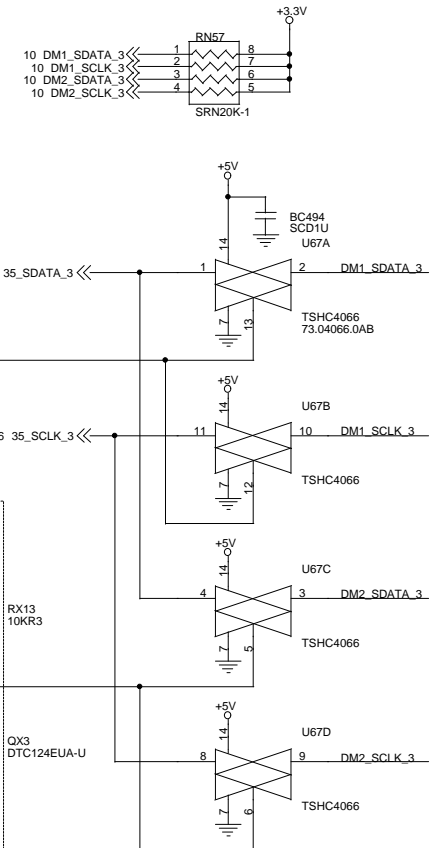 +3.3V
RN57
10 DM1_SDATA_3 1 8
10 DM1_SCLK_3 2 7
10 DM2_SDATA_3 3 6
10 DM2_SCLK_3 4 5
SRN20K-1
+5V
BC494
SCD1U
U67A
14
35_SDATA_3 1 2 DM1_SDATA_3
7 13
TSHC4066
73.04066.0AB
+5V
U67B
14
6 35_SCLK_3 11 10 DM1_SCLK_3
7 12
TSHC4066
+5V
U67C
14
4 3 DM2_SDATA_3
RX13
10KR3
7 5
TSHC4066
+5V
U67D
14
QX3
DTC124EUA-U
8 9 DM2_SCLK_3
7 6
TSHC4066